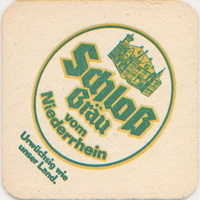 Schloß
Bräu
vom
Niederrhein
Urwüchsig wie
unser Land.